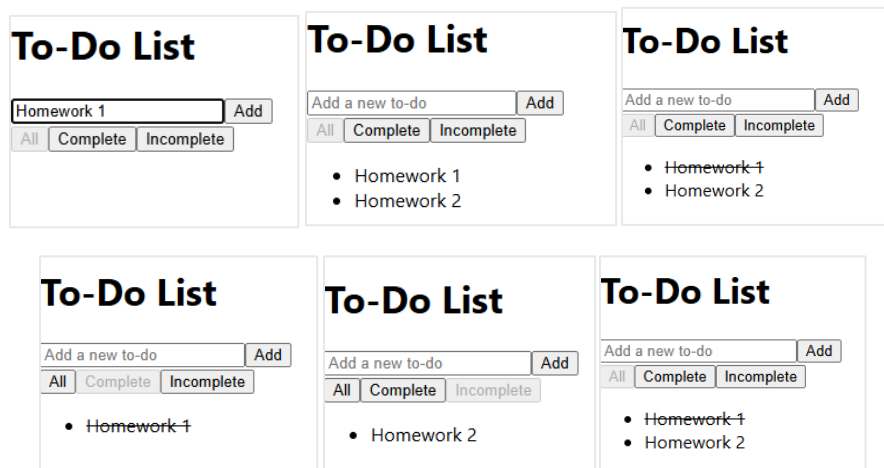 To-Do List
Homework 1 Add
All Complete Incomplete
To-Do List
Add a new to-do Add
All Complete Incomplete
• Homework 1
• Homework 2
To-Do List
Add a new to-do Add
All Complete Incomplete
• Homework 1
• Homework 2
To-Do List
Add a new to-do Add
All Complete Incomplete
• Homework 1
To-Do List
Add a new to-do Add
All Complete Incomplete
• Homework 2
To-Do List
Add a new to-do Add
All Complete Incomplete
• Homework 1
• Homework 2